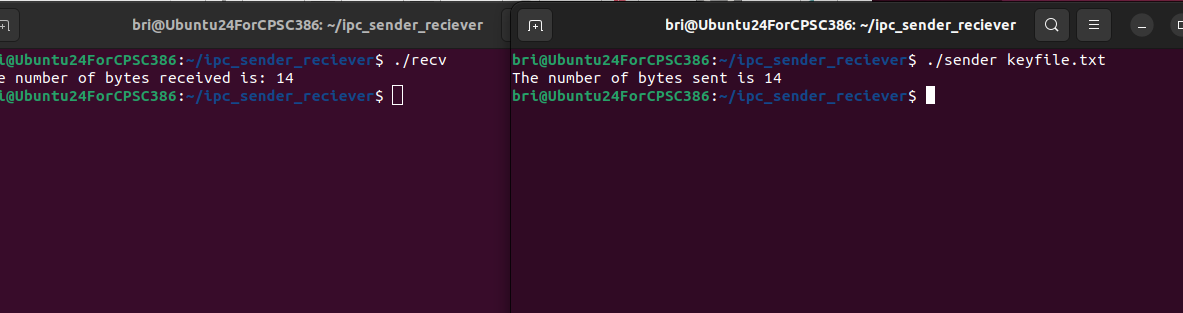 bri@Ubuntu24ForCPSC386: ~/ipc_sender_reciever
i@Ubuntu24ForCPSC386:~/ipc_sender_reciever$ ./recv
e number of bytes received is: 14
i@Ubuntu24ForCPSC386:~/ipc_sender_reciever$
bri@Ubuntu24ForCPSC386: ~/ipc_sender_reciever
bri@Ubuntu24ForCPSC386:~/ipc_sender_reciever$ ./sender keyfile.txt
The number of bytes sent is 14
bri@Ubuntu24ForCPSC386:~/ipc_sender_reciever$